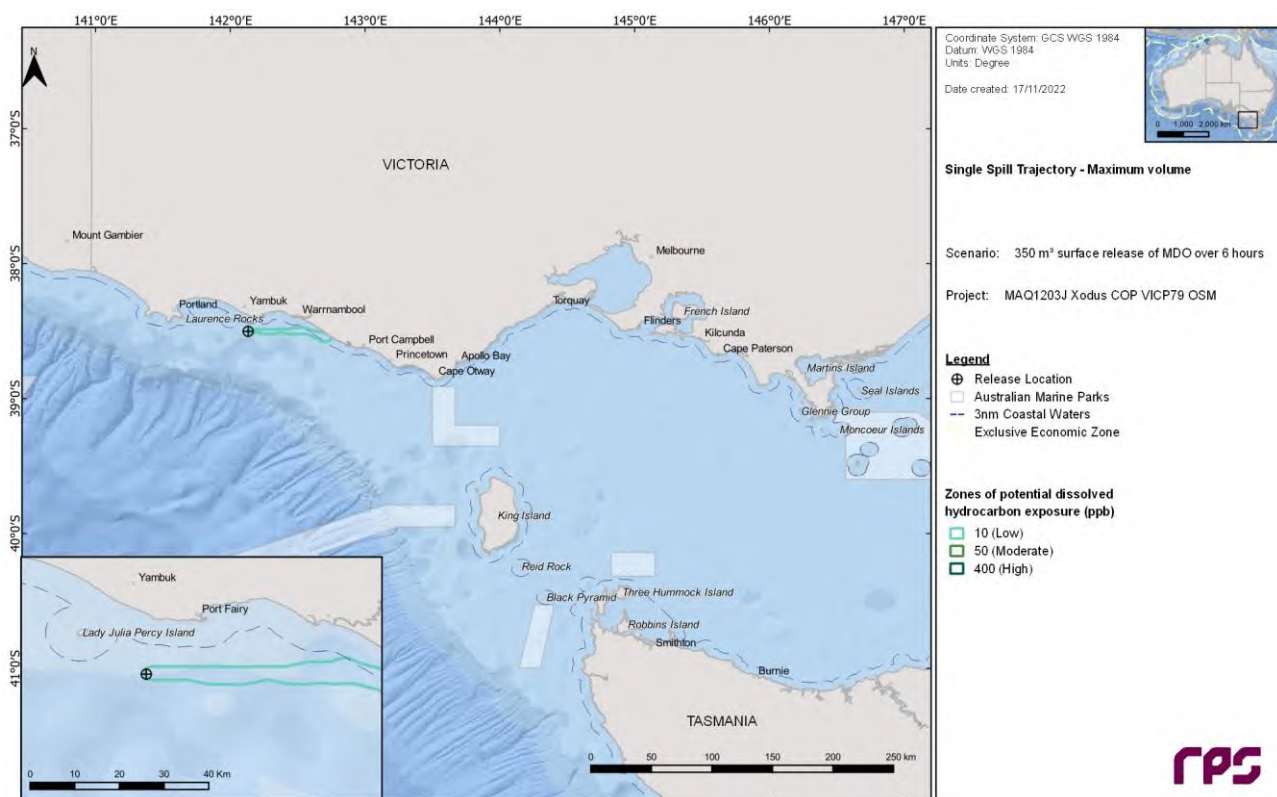 141°0'E 142°0'E 143°0'E 144°0'E 145°0'E 146°0'E 147°0'E
N
37°0'S
38°0'S
39°0'S
40°0'S
41°0'S
VICTORIA
Mount Gambier
Melbourne
Portland
Yambuk
Laurence Rocks
Warrnambool
Torquay
Flinders
French Island
Kilcunda
Port Campbell
Princetown
Apollo Bay
Cape Otway
Cape Paterson
Martins Island
Seal Islands
Glennie Group
Moncoeur Islands
King Island
Reid Rock
Black Pyramid
Three Hummock Island
Robbins Island
Smithton
Burnie
TASMANIA
0 50 100 150 200 250 km
Yambuk
Port Fairy
Lady Julia Percy Island
0 10 20 30 40 Km
Coordinate System: GCS WGS 1984
Datum: WGS 1984
Units: Degree
Date created: 17/11/2022
0 1,000 2,000 km
Single Spill Trajectory - Maximum volume
Scenario: 350 m³ surface release of MDO over 6 hours
Project: MAQ1203J Xodus COP VICP79 OSM
Legend
Release Location
Australian Marine Parks
3nm Coastal Waters
Exclusive Economic Zone
Zones of potential dissolved
hydrocarbon exposure (ppb)
10 (Low)
50 (Moderate)
400 (High)
rps